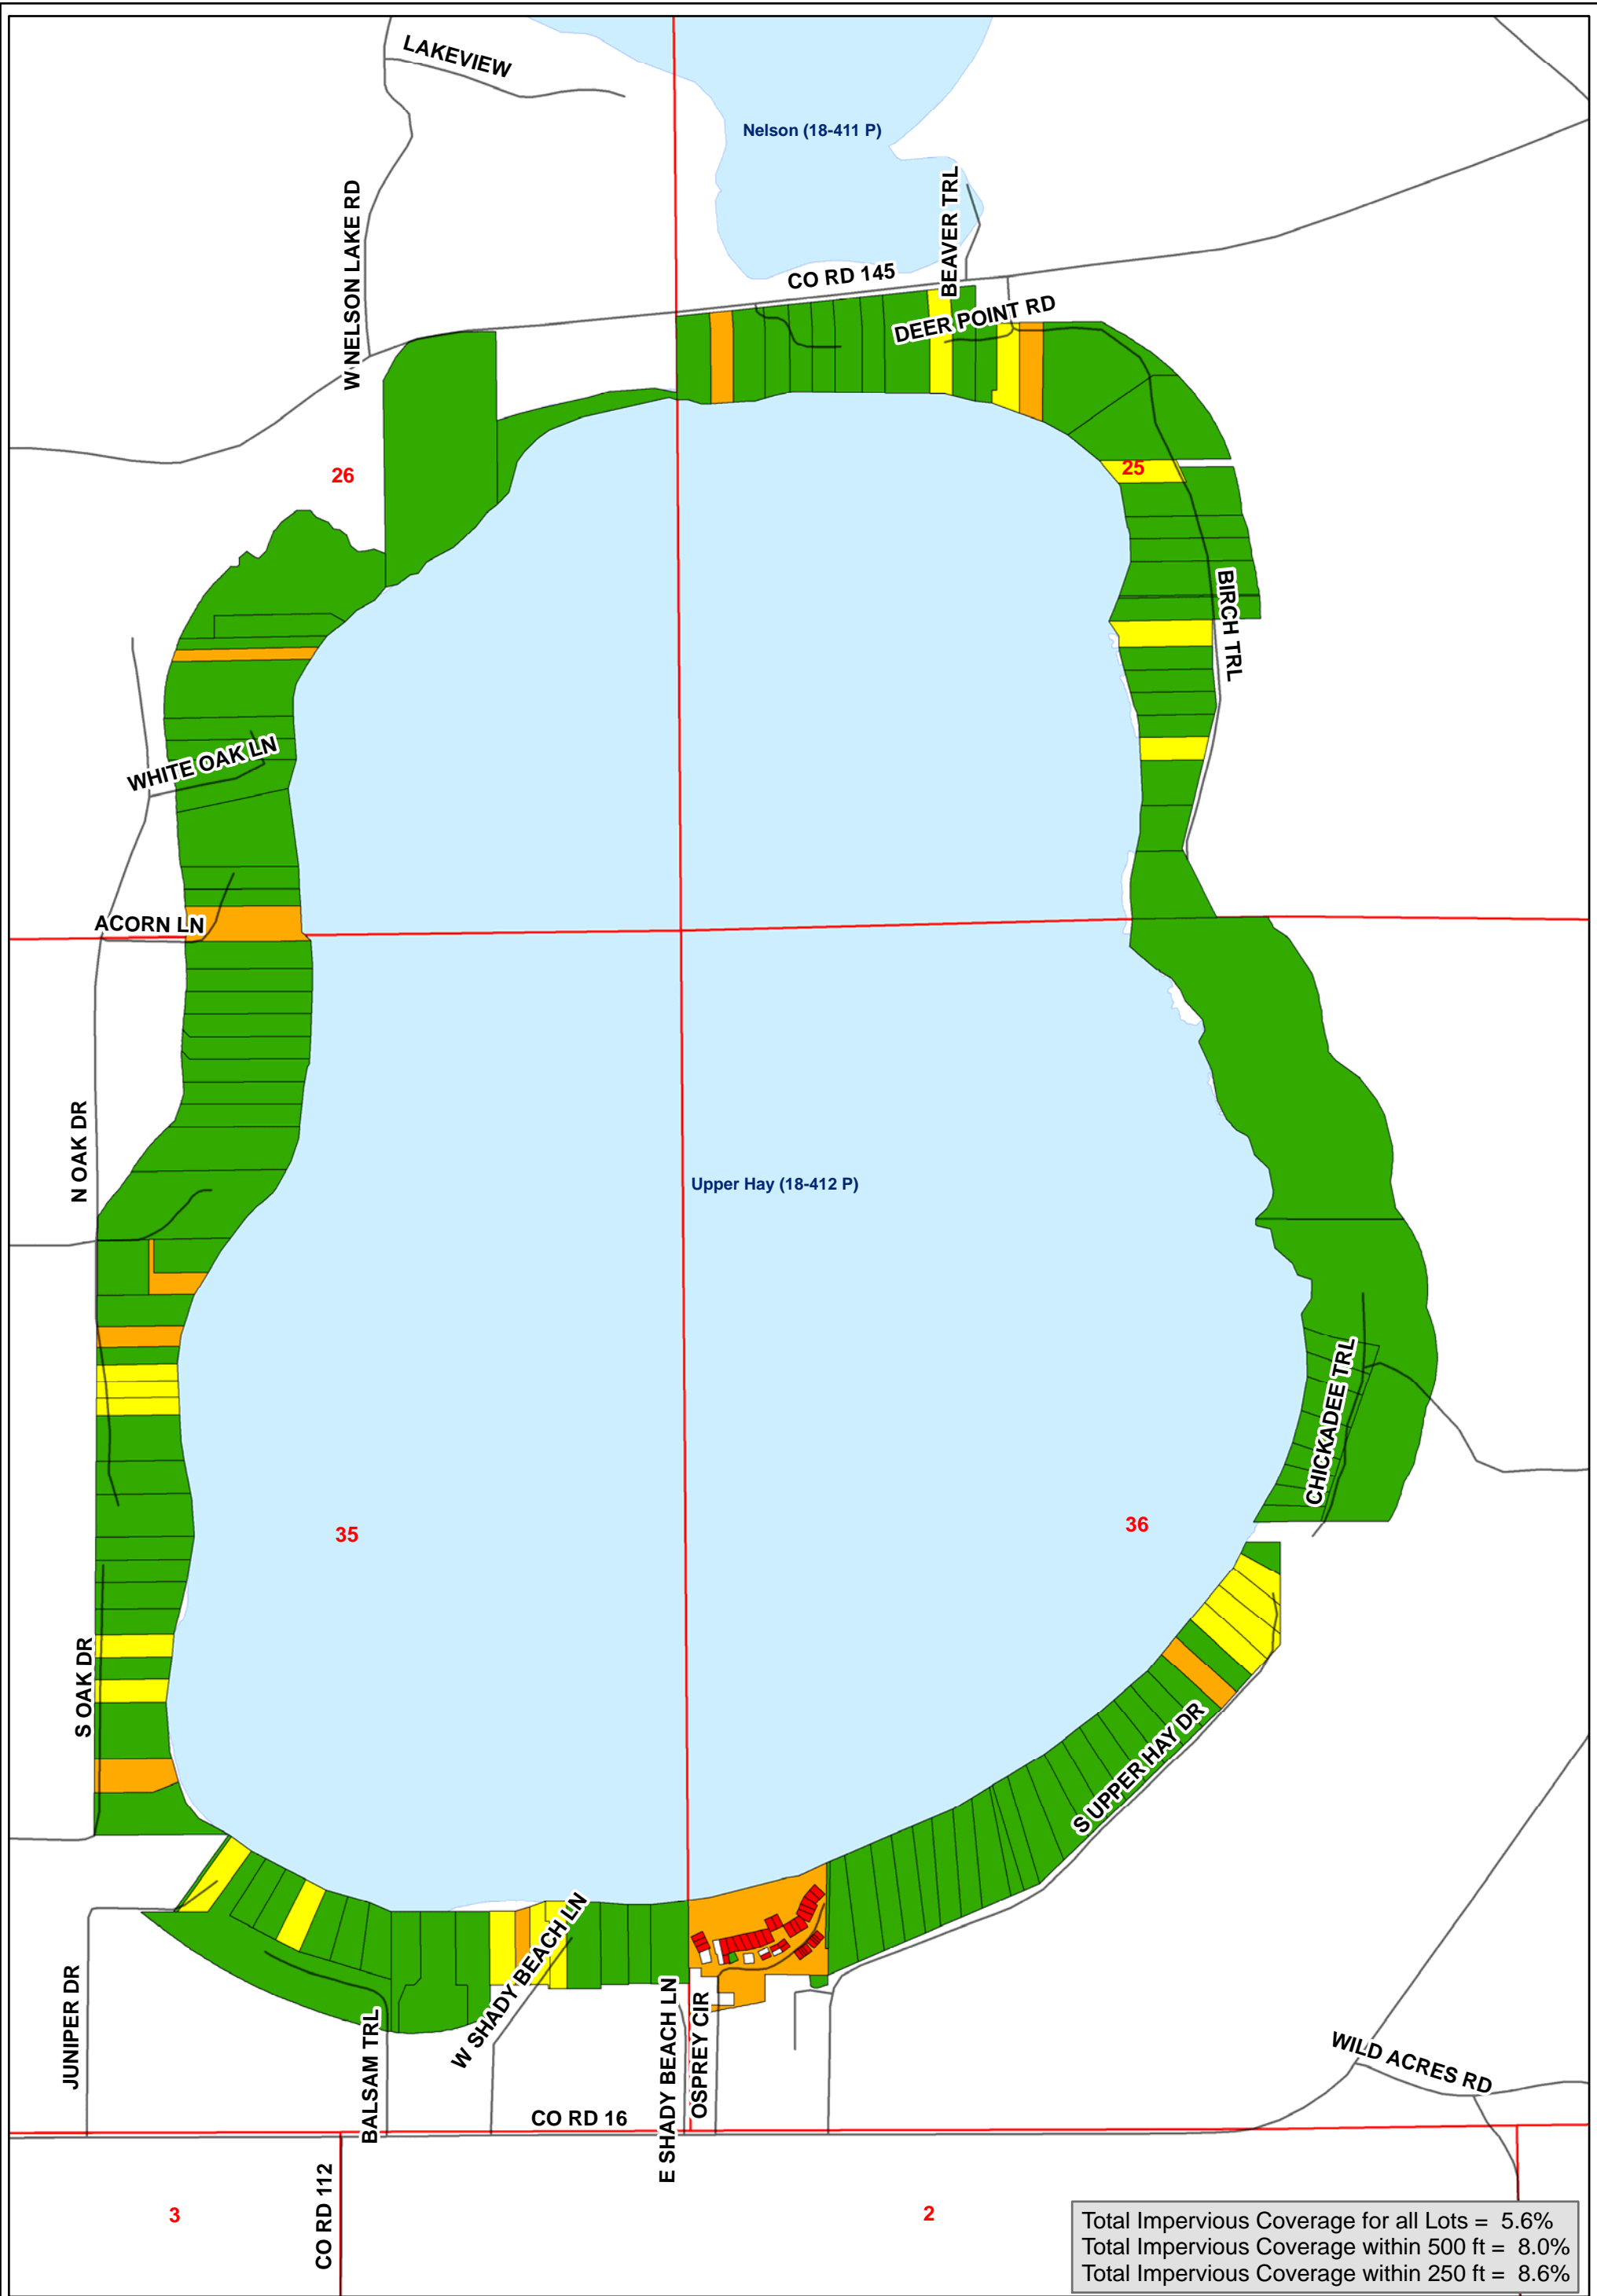 LAKEVIEW
Nelson (18-411 P)
W NELSON LAKE RD
BEAVER TRL
CO RD 145
DEER POINT RD
26
25
BIRCH TRL
WHITE OAK LN
ACORN LN
N OAK DR
Upper Hay (18-412 P)
CHICKADEE TRL
35
36
S OAK DR
S UPPER HAY DR
W SHADY BEACH LN
JUNIPER DR
BALSAM TRL
E SHADY BEACH LN
OSPREY CIR
WILD ACRES RD
CO RD 16
CO RD 112
3
2
Total Impervious Coverage for all Lots = 5.6%
Total Impervious Coverage within 500 ft = 8.0%
Total Impervious Coverage within 250 ft = 8.6%